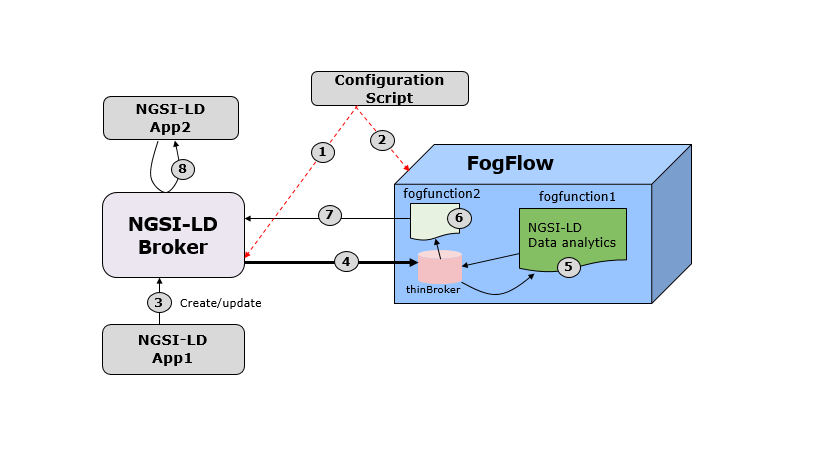 Configuration
Script
NGSI-LD
App2
1
2
8
FogFlow
fogfunction2
fogfunction1
NGSI-LD
Broker
7
6
NGSI-LD
Data analytics
4
5
thinBroker
3
Create/update
NGSI-LD
App1